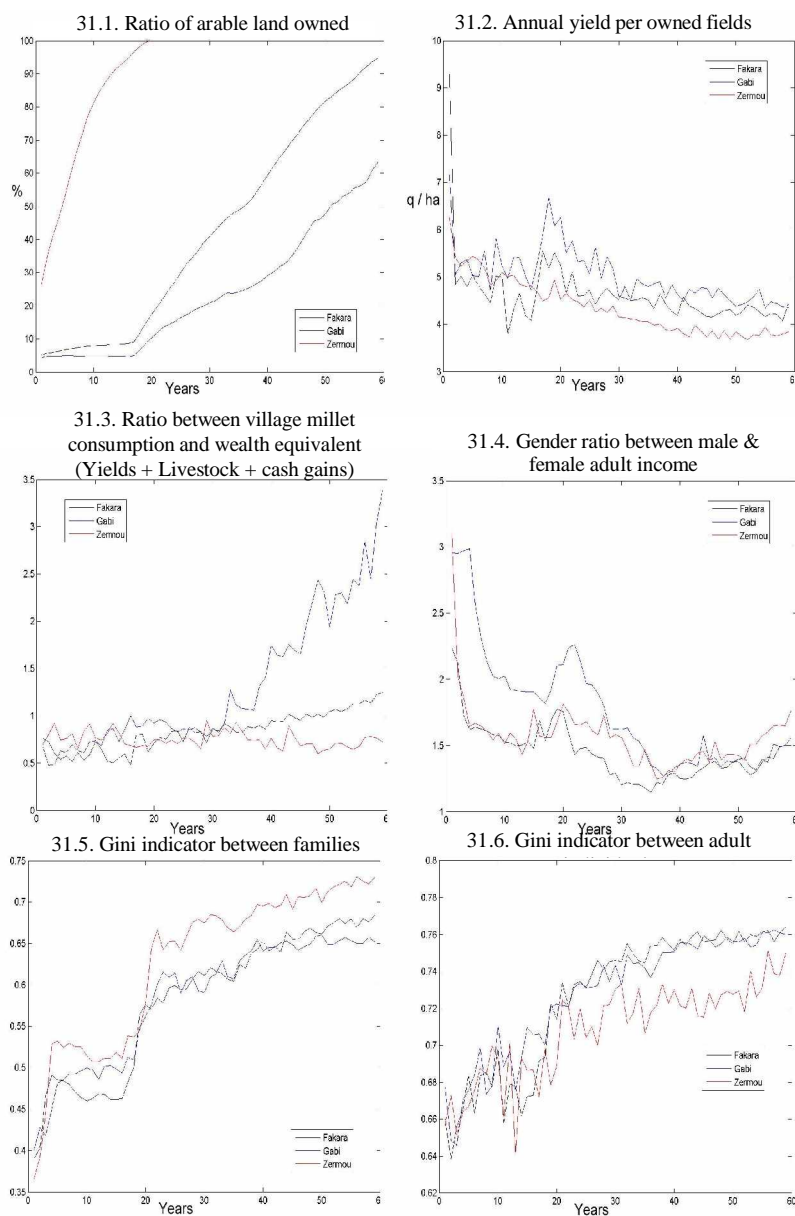 31.1. Ratio of arable land owned
100
90
80
70
60
%
50
40
30
20
10
0
0
10
20
30
40
50
60
Years
Fakara
Gabi
Zermou
31.2. Annual yield per owned fields
10
9
8
7
q / ha
6
5
4
3
0
10
20
30
40
50
60
Years
Fakara
Gabi
Zermou
31.3. Ratio between village millet
consumption and wealth equivalent
(Yields + Livestock + cash gains)
3.5
3
2.5
2
1.5
1
0.5
0
0
10
20
30
40
50
60
Years
Fakara
Gabi
Zermou
31.4. Gender ratio between male &
female adult income
3.5
3
2.5
2
1.5
1
0
10
20
30
40
50
60
Years
Fakara
Gabi
Zermou
31.5. Gini indicator between families
0.75
0.7
0.65
0.6
0.55
0.5
0.45
0.4
0.35
0
10
20
30
40
50
60
Years
Fakara
Gabi
Zermou
31.6. Gini indicator between adult
0.8
0.78
0.76
0.74
0.72
0.7
0.68
0.66
0.64
0.62
0
10
20
30
40
50
60
Years
Fakara
Gabi
Zermou